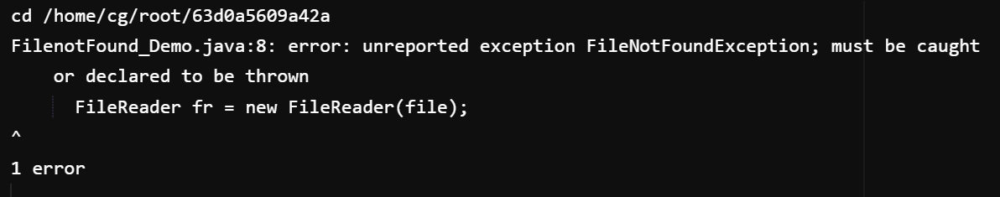 cd /home/cg/root/63d0a5609a42a
FilenotFound_Demo.java:8: error: unreported exception FileNotFoundException; must be caught
or declared to be thrown
FileReader fr = new FileReader(file);
^
1 error